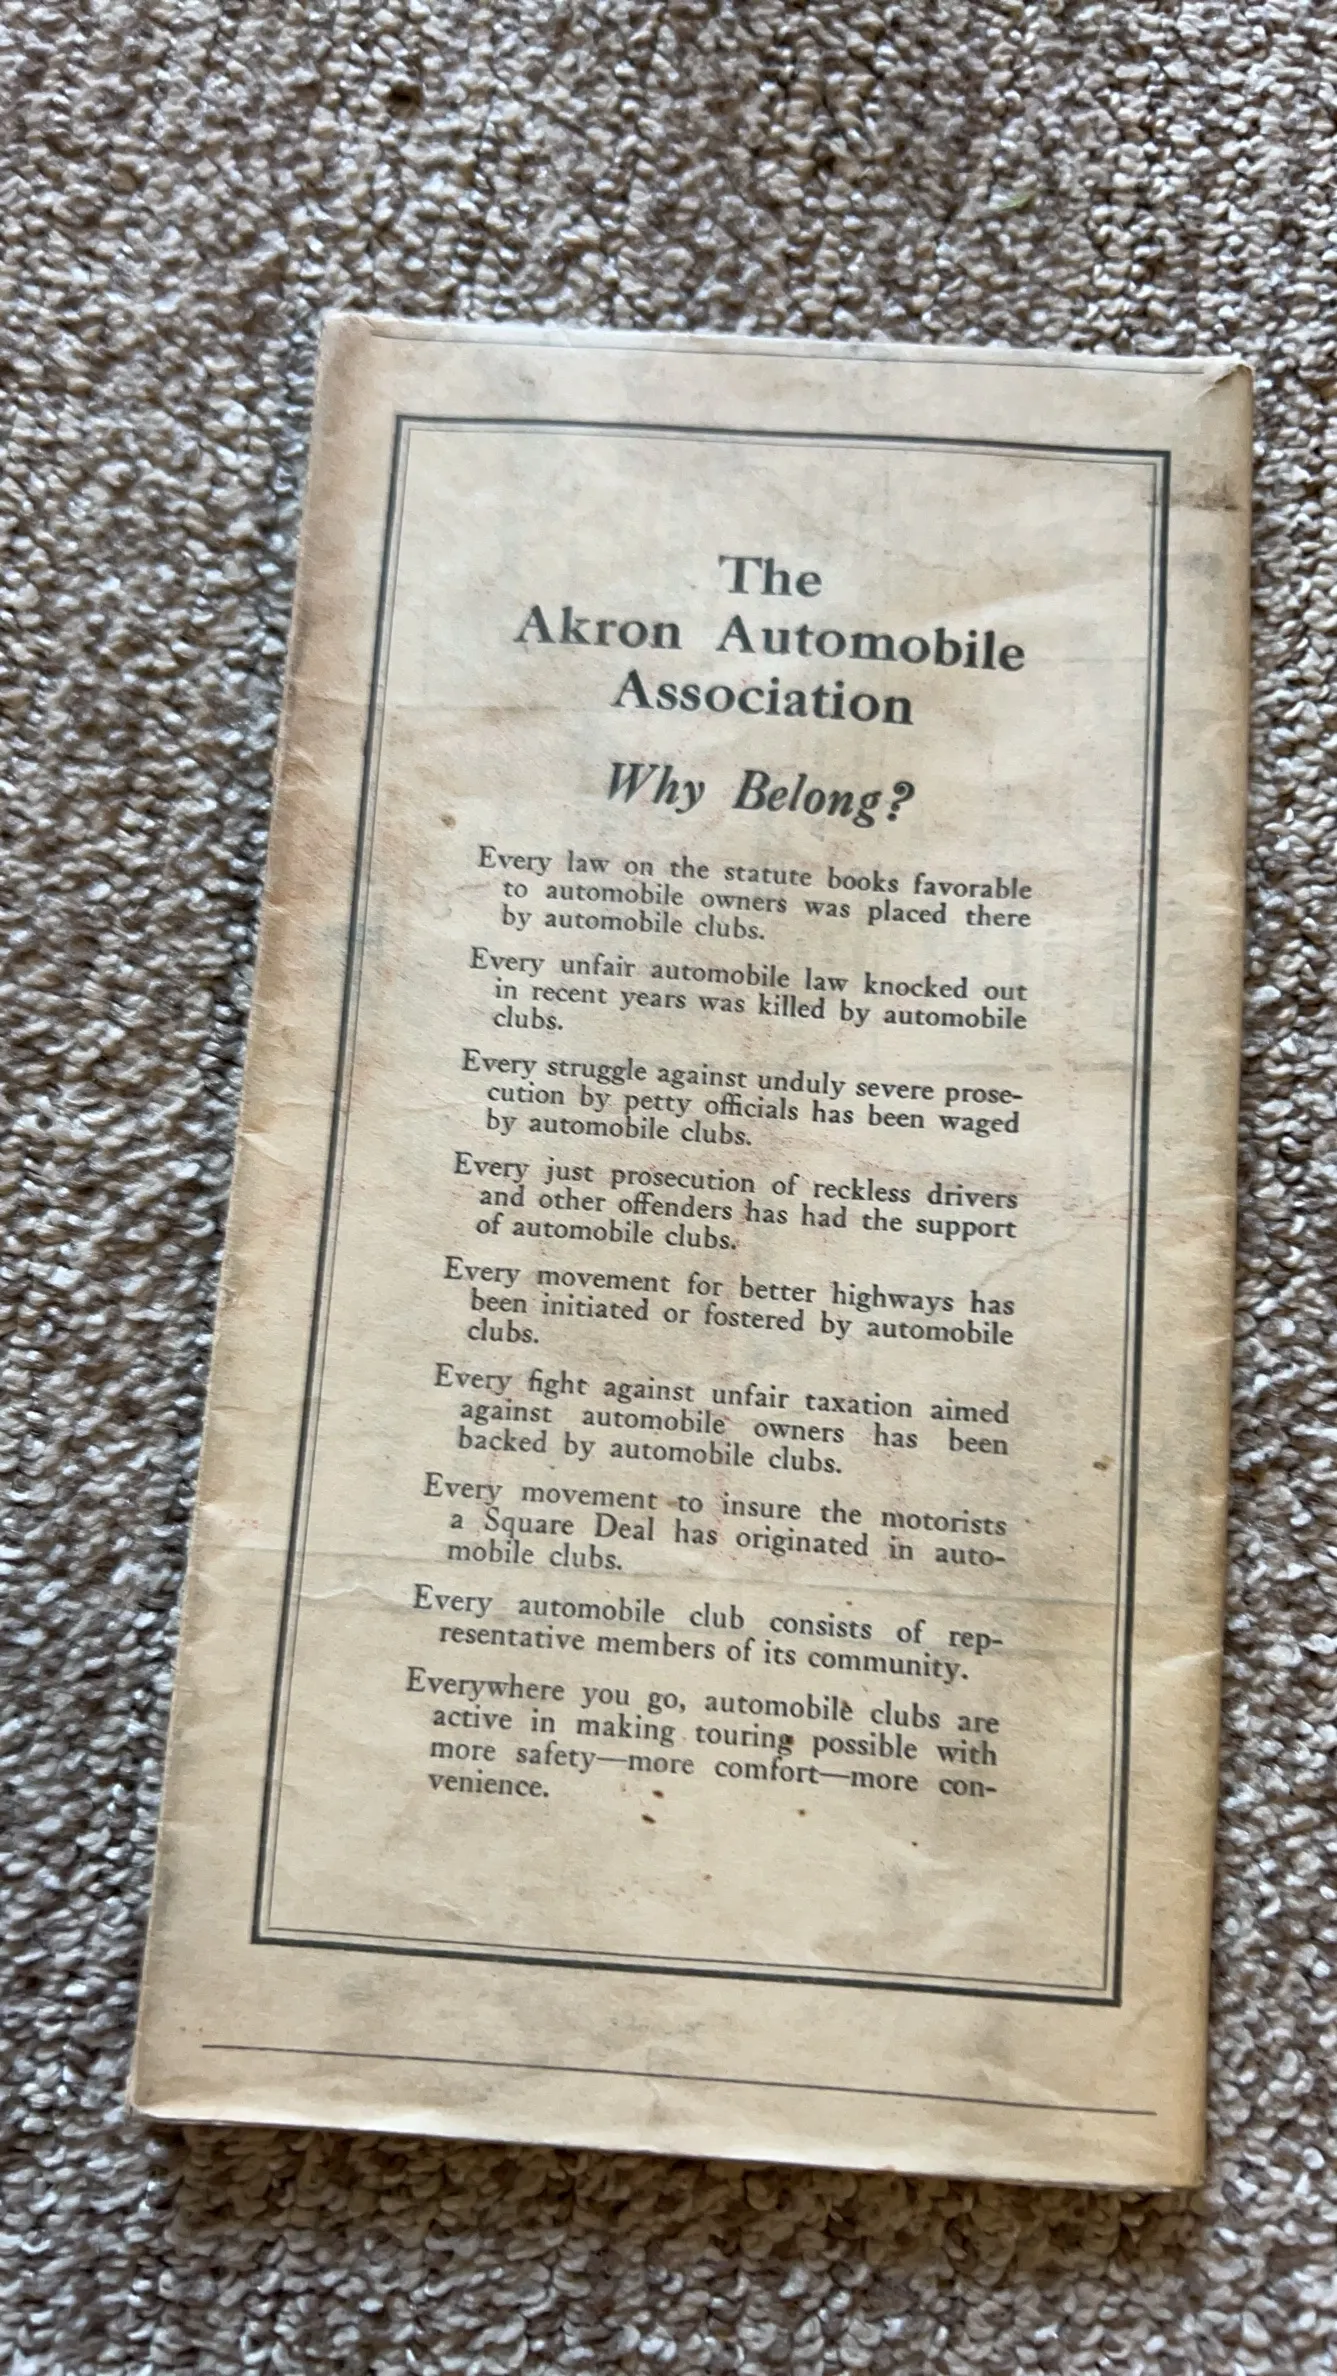 The
Akron Automobile
Association
Why Belong?
Every law on the statute books favorable
to automobile owners was placed there
by automobile clubs.
Every unfair automobile law knocked out
in recent years was killed by automobile
clubs.
Every struggle against unduly severe prose-
cution by petty officials has been waged
by automobile clubs.
Every just prosecution of reckless drivers
and other offenders has had the support
of automobile clubs.
Every movement for better highways has
been initiated or fostered by automobile
clubs.
Every fight against unfair taxation aimed
against automobile owners has been
backed by automobile clubs.
Every movement to insure the motorists
a Square Deal has originated in auto-
mobile clubs.
Every automobile club consists of rep-
resentative members of its community.
Everywhere you go, automobile clubs are
active in making touring possible with
more safety—more comfort—more con-
venience.